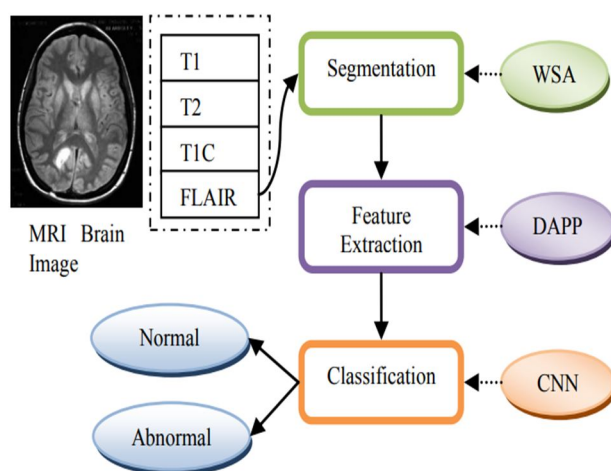 T1
T2
T1C
FLAIR
MRI Brain
Image
Segmentation
WSA
Feature
Extraction
DAPP
Classification
CNN
Normal
Abnormal